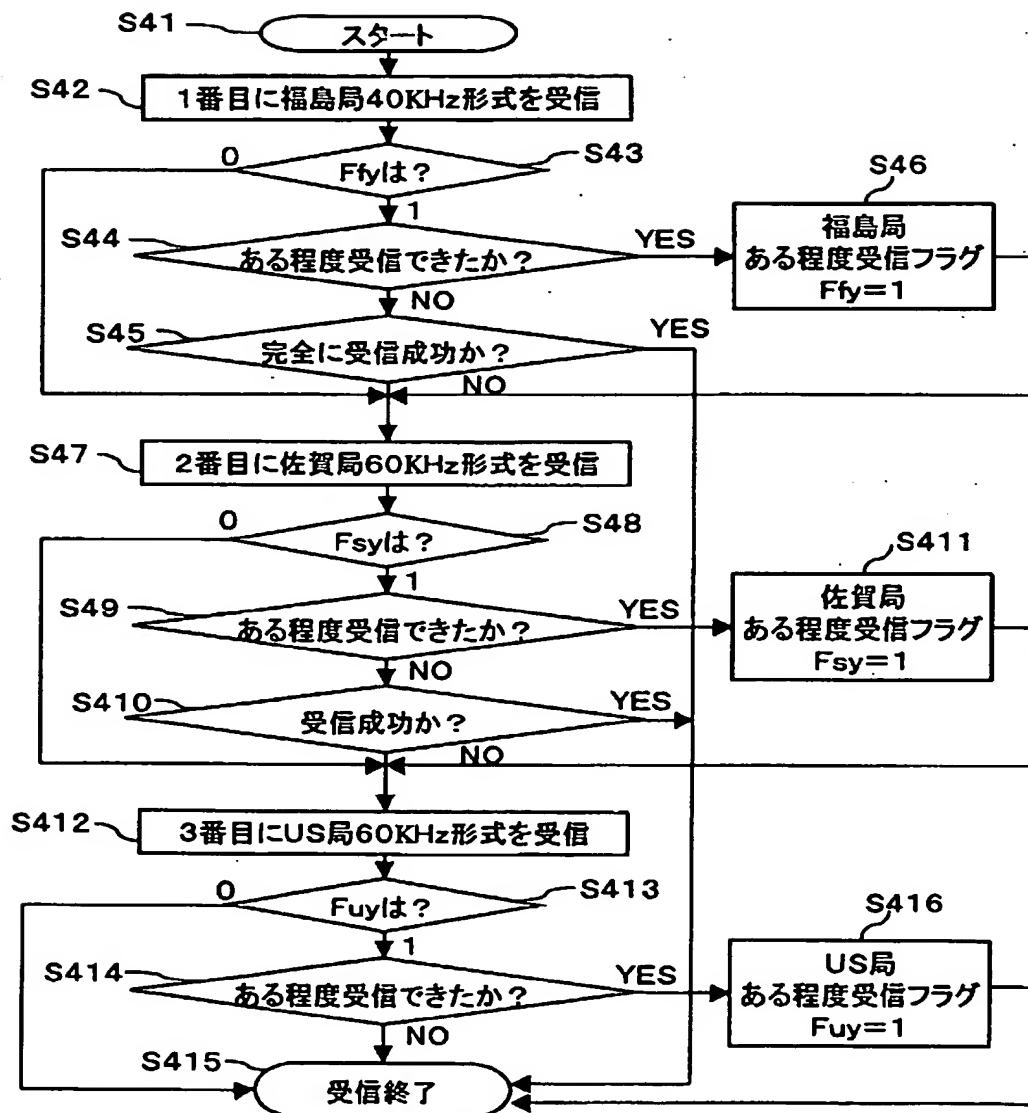 S41
スタート
S42
1番目に福島局40KHz形式を受信
0
Ffyは?
S43
1
S44
ある程度受信できたか?
YES
S46
福島局
ある程度受信フラグ
Ffy=1
NO
S45
完全に受信成功か?
YES
NO
S47
2番目に佐賀局60KHz形式を受信
0
Fsyは?
S48
1
S49
ある程度受信できたか?
YES
S411
佐賀局
ある程度受信フラグ
Fsy=1
NO
S410
受信成功か?
YES
NO
S412
3番目にUS局60KHz形式を受信
0
Fuyは?
S413
1
S414
ある程度受信できたか?
YES
S416
US局
ある程度受信フラグ
Fuy=1
NO
S415
受信終了